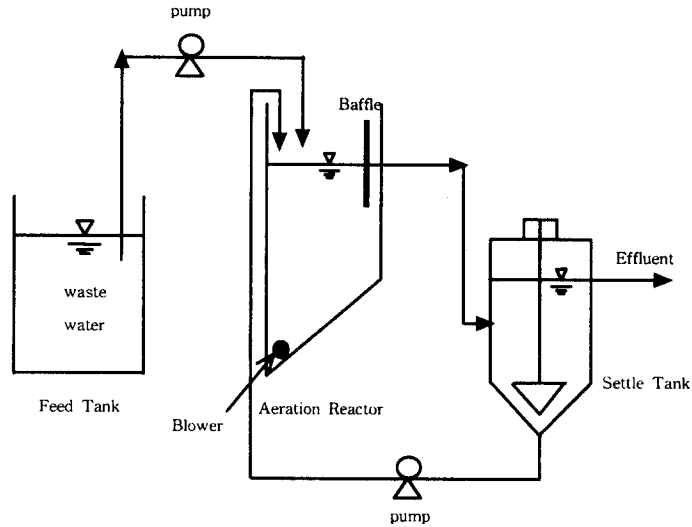 pump
Baffle
waste
water
Effluent
Feed Tank
Blower
Aeration Reactor
Settle Tank
pump